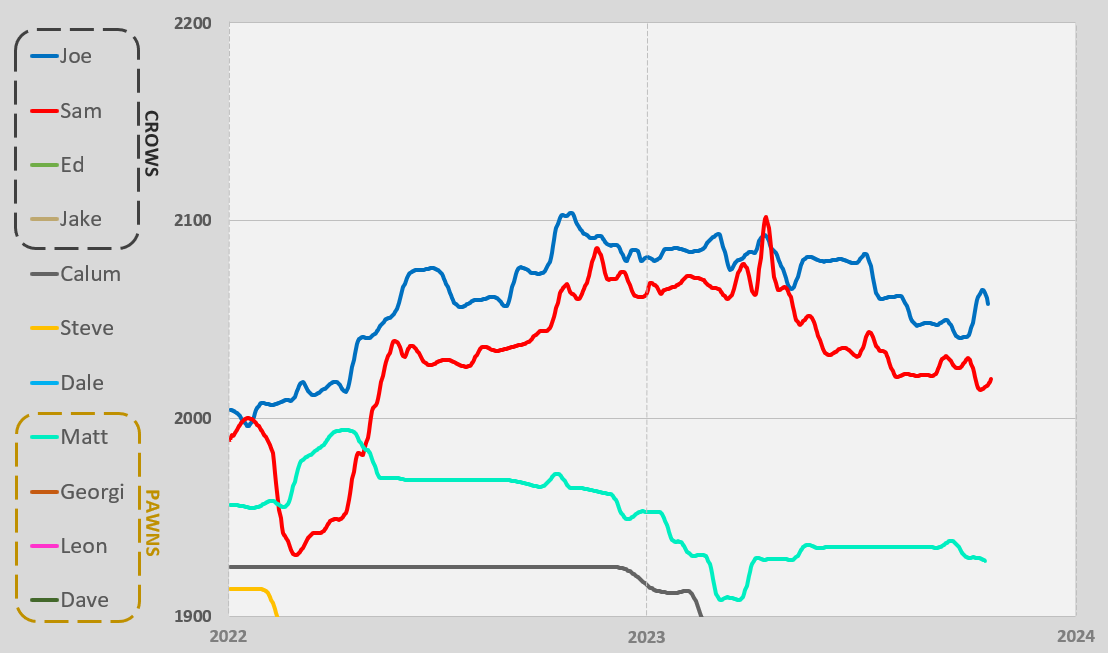 Joe
Sam
Ed
Jake
CROWS
Calum
Steve
Dale
Matt
Georgi
Leon
Dave
PAWNS
2200
2100
2000
1900
2022
2023
2024